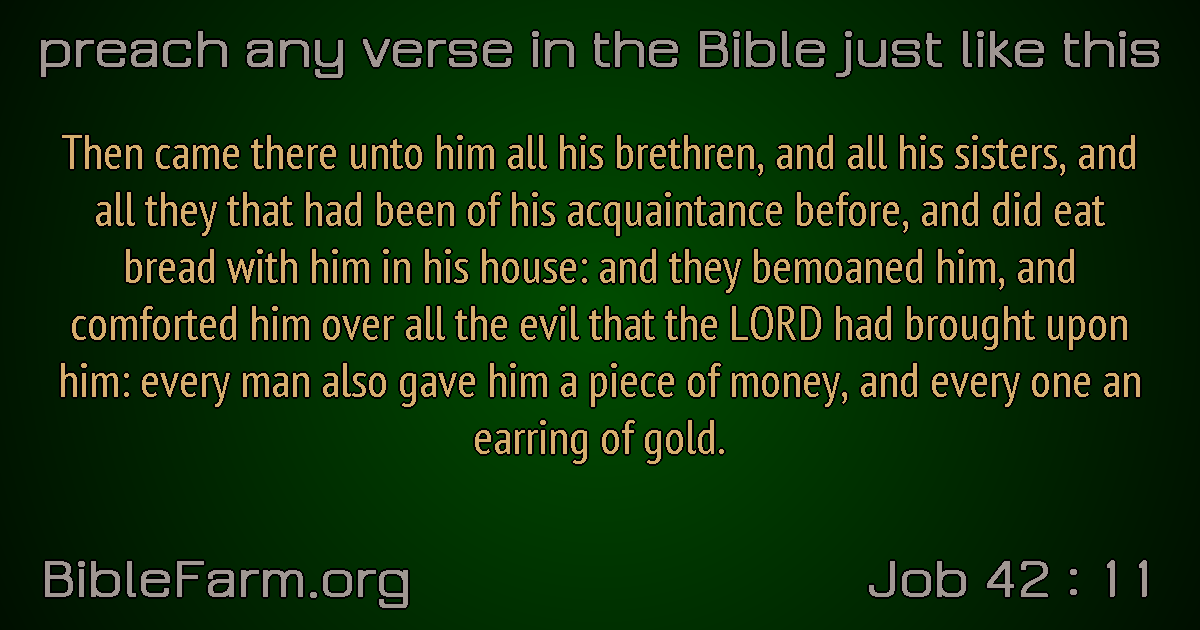 preach any verse in the Bible just like this
Then came there unto him all his brethren, and all his sisters, and
all they that had been of his acquaintance before, and did eat
bread with him in his house: and they bemoaned him, and
comforted him over all the evil that the LORD had brought upon
him: every man also gave him a piece of money, and every one an
earring of gold.
BibleFarm.org
Job 42 : 11